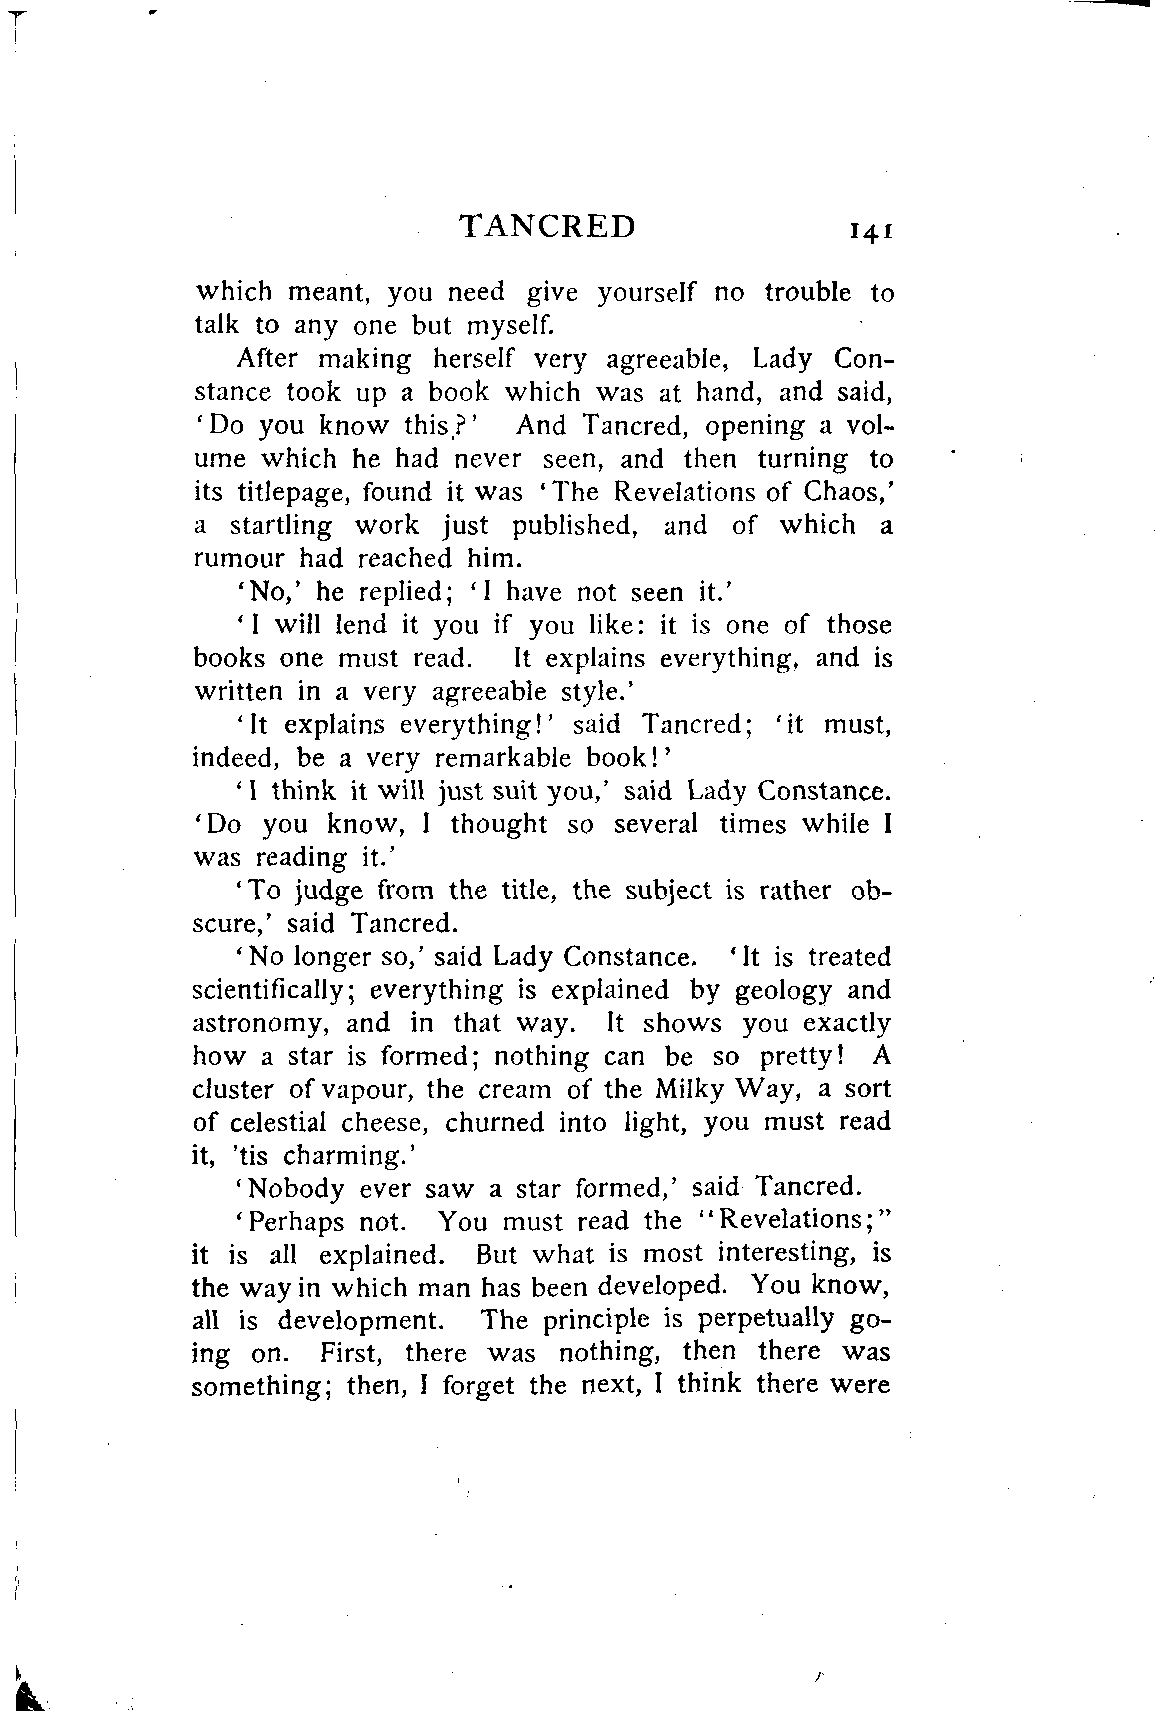 TANCRED 141
which meant, you need give yourself no trouble to
talk to any one but myself.
After making herself very agreeable, Lady Con-
stance took up a book which was at hand, and said,
‘Do you know this?’ And Tancred, opening a vol-
ume which he had never seen, and then turning to
its titlepage, found it was ‘The Revelations of Chaos,’
a startling work just published, and of which a
rumour had reached him.
‘No,’ he replied; ‘I have not seen it.’
‘I will lend it you if you like: it is one of those
books one must read. It explains everything, and is
written in a very agreeable style.’
‘It explains everything!’ said Tancred; ‘it must,
indeed, be a very remarkable book!’
‘I think it will just suit you,’ said Lady Constance.
‘Do you know, I thought so several times while I
was reading it.’
‘To judge from the title, the subject is rather ob-
scure,’ said Tancred.
‘No longer so,’ said Lady Constance. ‘It is treated
scientifically; everything is explained by geology and
astronomy, and in that way. It shows you exactly
how a star is formed; nothing can be so pretty! A
cluster of vapour, the cream of the Milky Way, a sort
of celestial cheese, churned into light, you must read
it, ’tis charming.’
‘Nobody ever saw a star formed,’ said Tancred.
‘Perhaps not. You must read the “Revelations;”
it is all explained. But what is most interesting, is
the way in which man has been developed. You know,
all is development. The principle is perpetually go-
ing on. First, there was nothing, then there was
something; then, I forget the next, I think there were